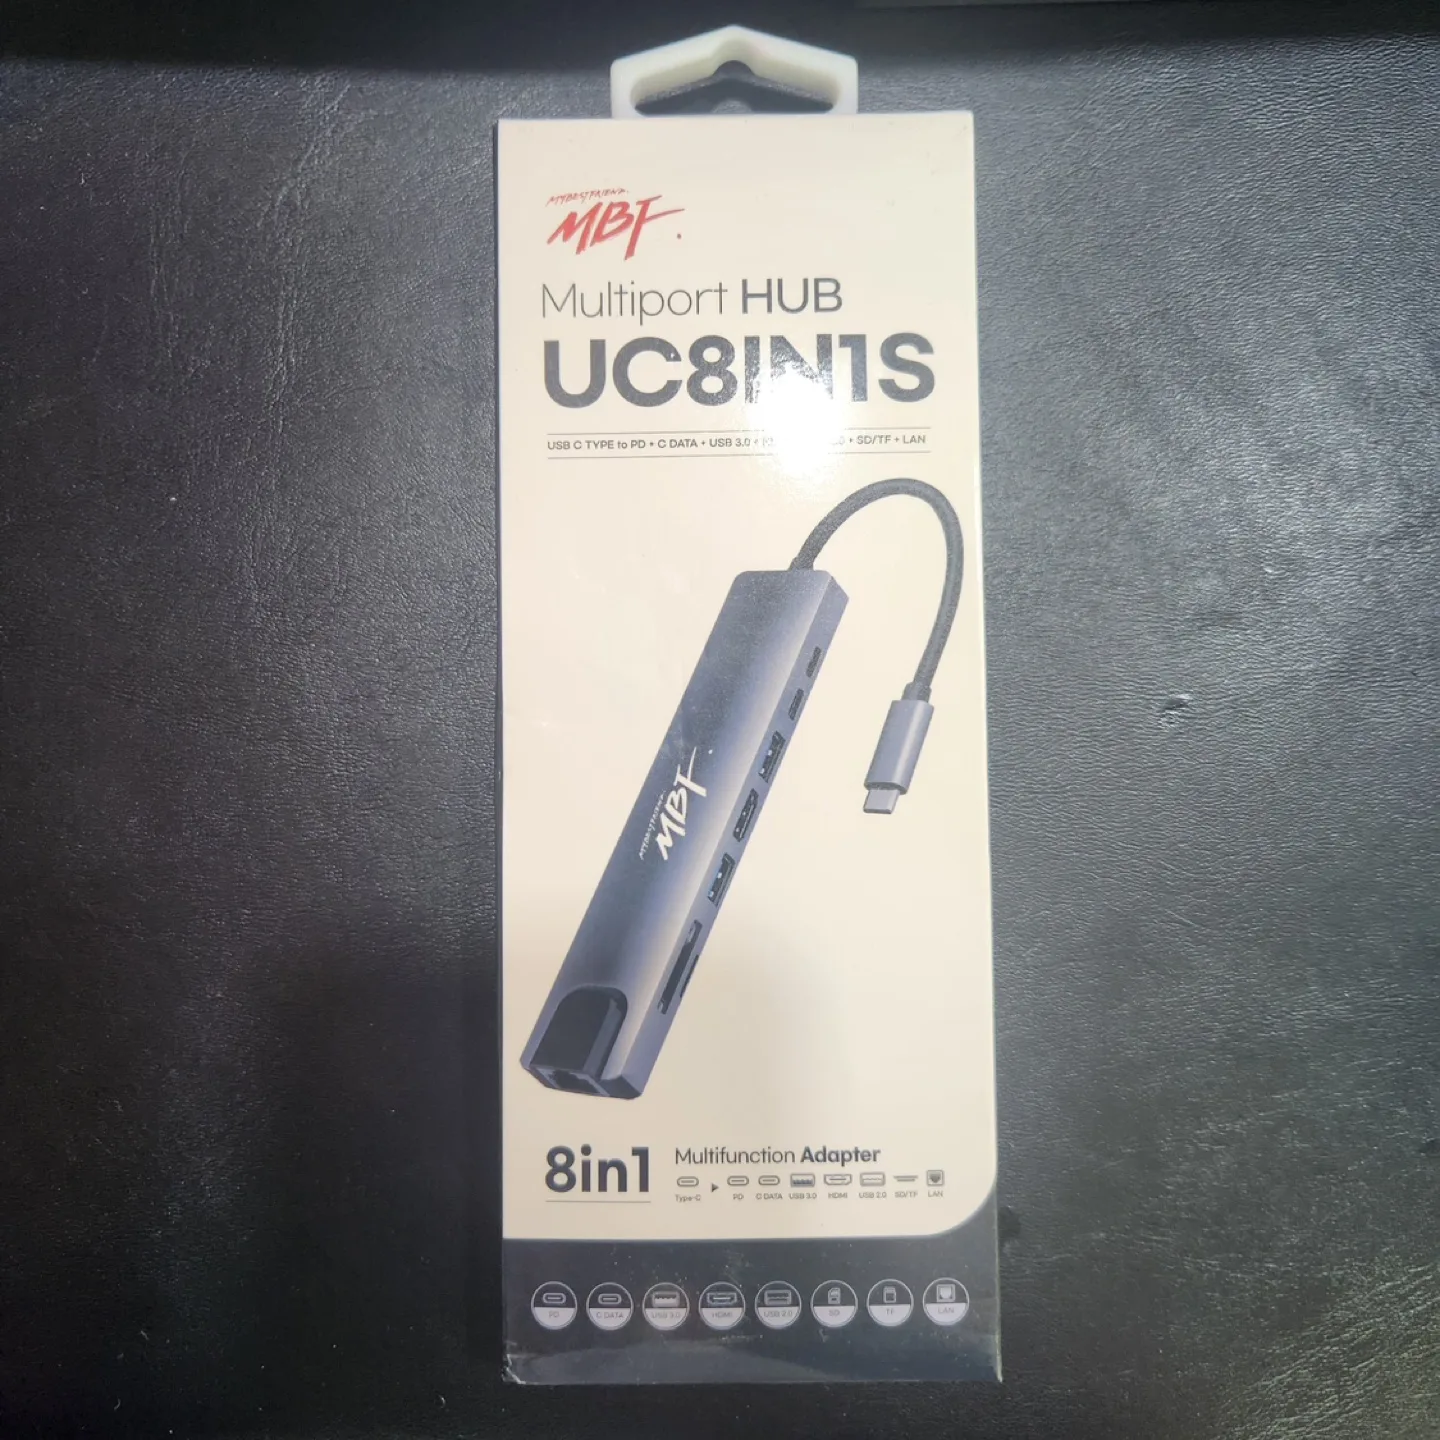 MYBESTFRIEND.
MBF.
Multiport HUB
UC8IN1S
USB C TYPE to PD + C DATA + USB 3.0 + SD/TF + LAN
MYBESTFRIEND.
MBF.
8in1
Multifunction Adapter
Type-C PD C DATA USB 3.0 HDMI USB 2.0 SD/TF LAN
PD C DATA USB 3.0 HDMI USB 2.0 SD TF LAN